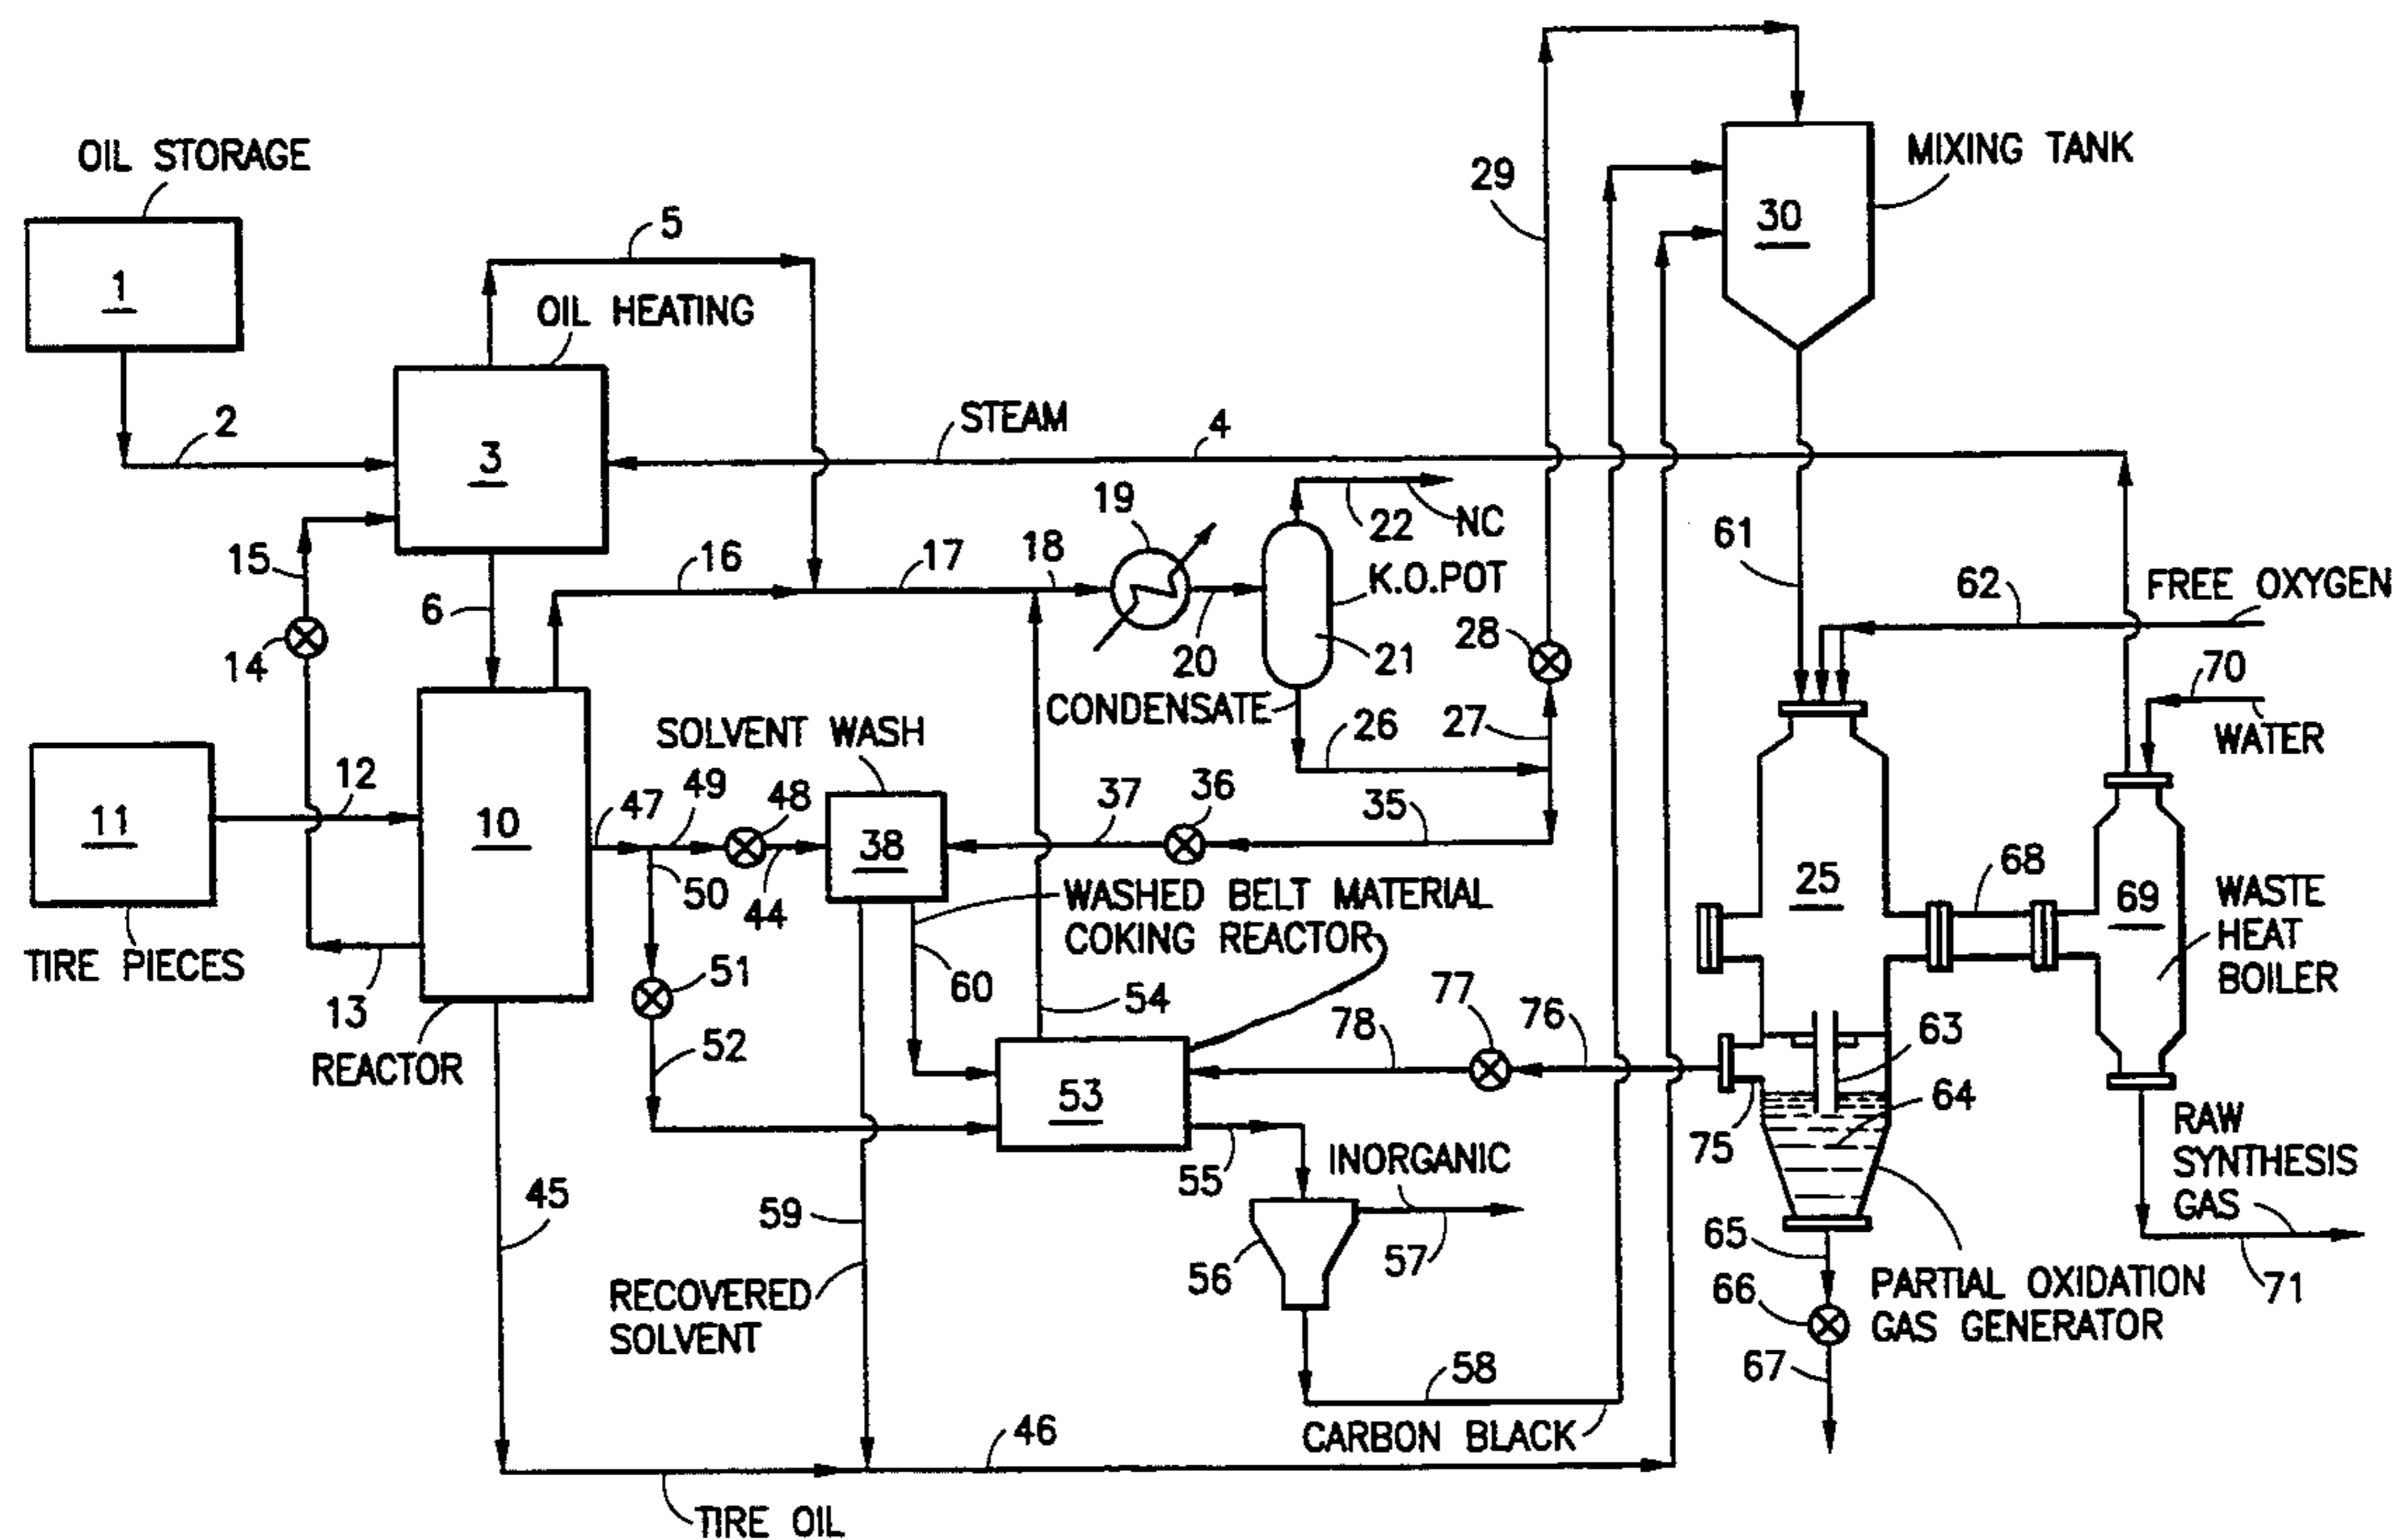 OIL STORAGE
1
2
5
OIL HEATING
3
STEAM
4
29
30
MIXING TANK
15
14
6
16
17
18
19
20
22
NC
K.O.POT
21
CONDENSATE
26
27
28
61
62
FREE OXYGEN
70
WATER
11
TIRE PIECES
12
13
10
REACTOR
47
49
48
44
50
51
52
SOLVENT WASH
38
37
36
35
WASHED BELT MATERIAL
COKING REACTOR
60
54
53
78
77
76
25
68
69
WASTE
HEAT
BOILER
63
64
75
55
INORGANIC
56
57
58
CARBON BLACK
45
59
RECOVERED
SOLVENT
46
TIRE OIL
65
66
67
PARTIAL OXIDATION
GAS GENERATOR
RAW
SYNTHESIS
GAS
71